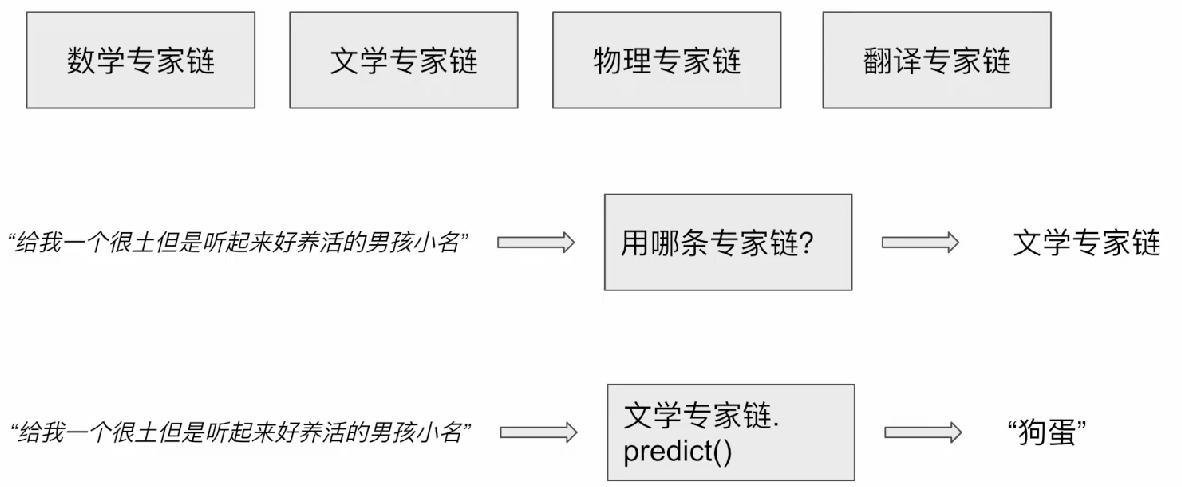 数学专家链
文学专家链
物理专家链
翻译专家链
“给我一个很土但是听起来好养活的男孩小名”
用哪条专家链?
文学专家链
“给我一个很土但是听起来好养活的男孩小名”
文学专家链.
predict()
“狗蛋”